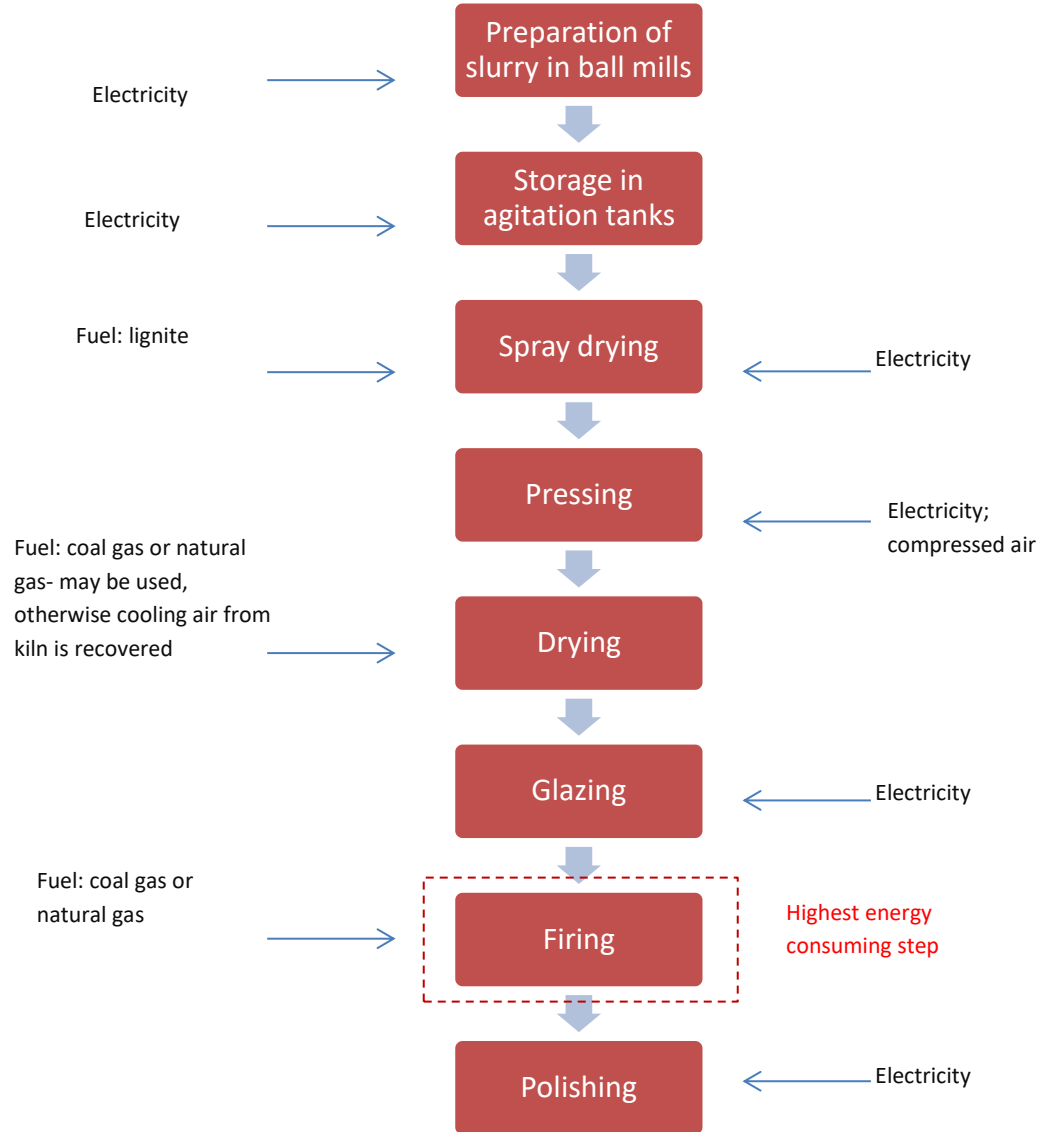 Preparation of
slurry in ball mills
Electricity
Storage in
agitation tanks
Electricity
Fuel: lignite
Spray drying
Electricity
Pressing
Electricity;
compressed air
Fuel: coal gas or natural
gas- may be used,
otherwise cooling air from
kiln is recovered
Drying
Glazing
Electricity
Fuel: coal gas or
natural gas
Firing
Highest energy
consuming step
Polishing
Electricity